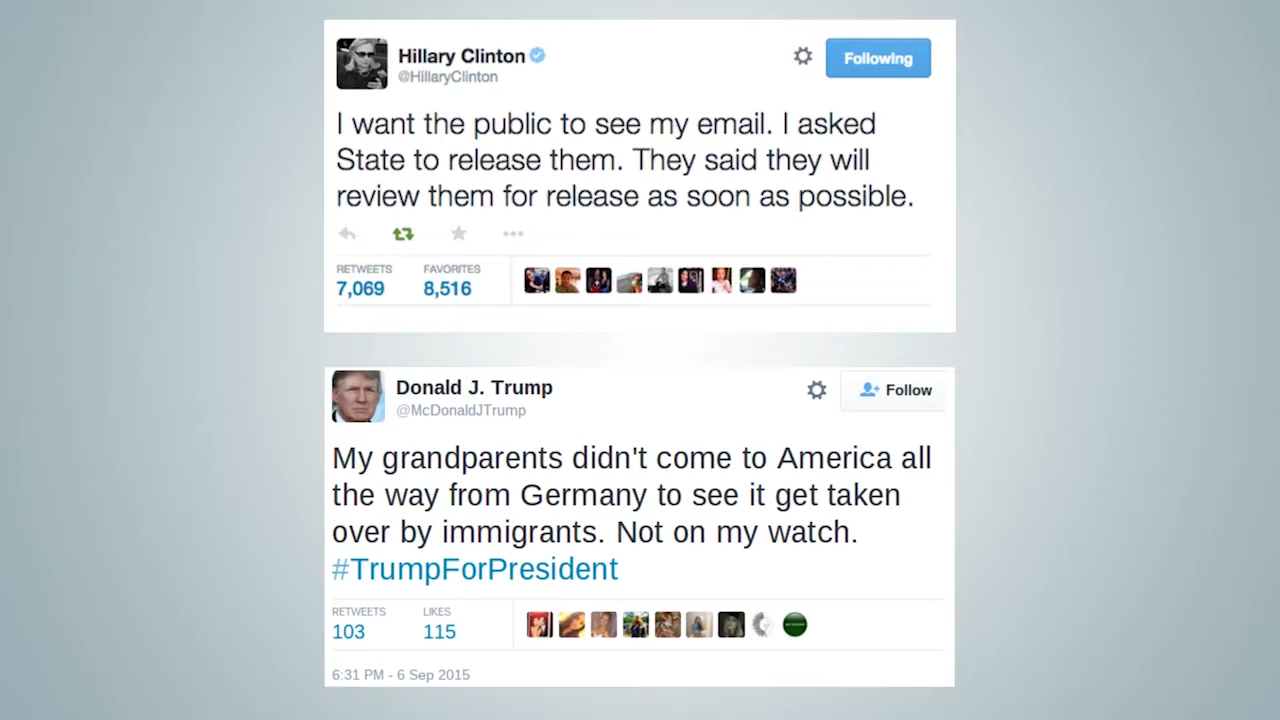 Hillary Clinton
@HillaryClinton
Following
I want the public to see my email. I asked
State to release them. They said they will
review them for release as soon as possible.
RETWEETS FAVORITES
7,069 8,516
Donald J. Trump
@McDonaldJTrump
Follow
My grandparents didn't come to America all
the way from Germany to see it get taken
over by immigrants. Not on my watch.
#TrumpForPresident
RETWEETS LIKES
103 115
6:31 PM - 6 Sep 2015